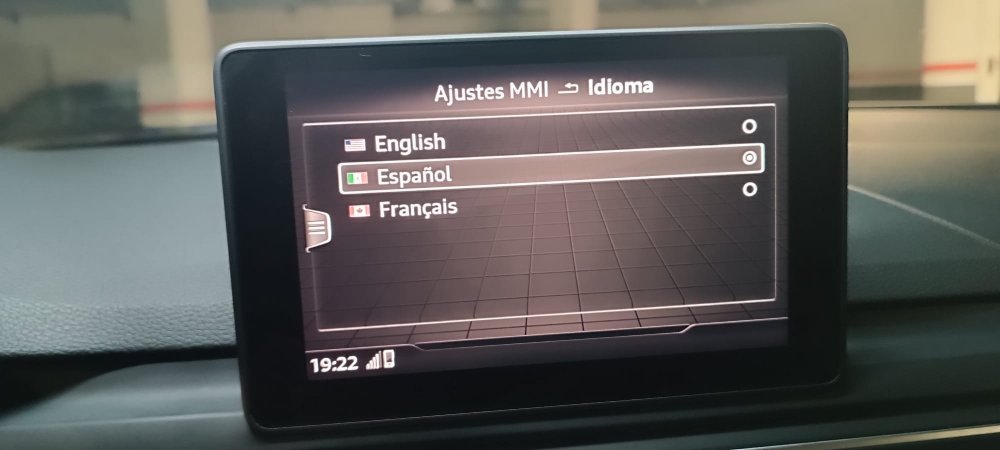 Ajustes MMI Idioma
English
Español
Français
19:22